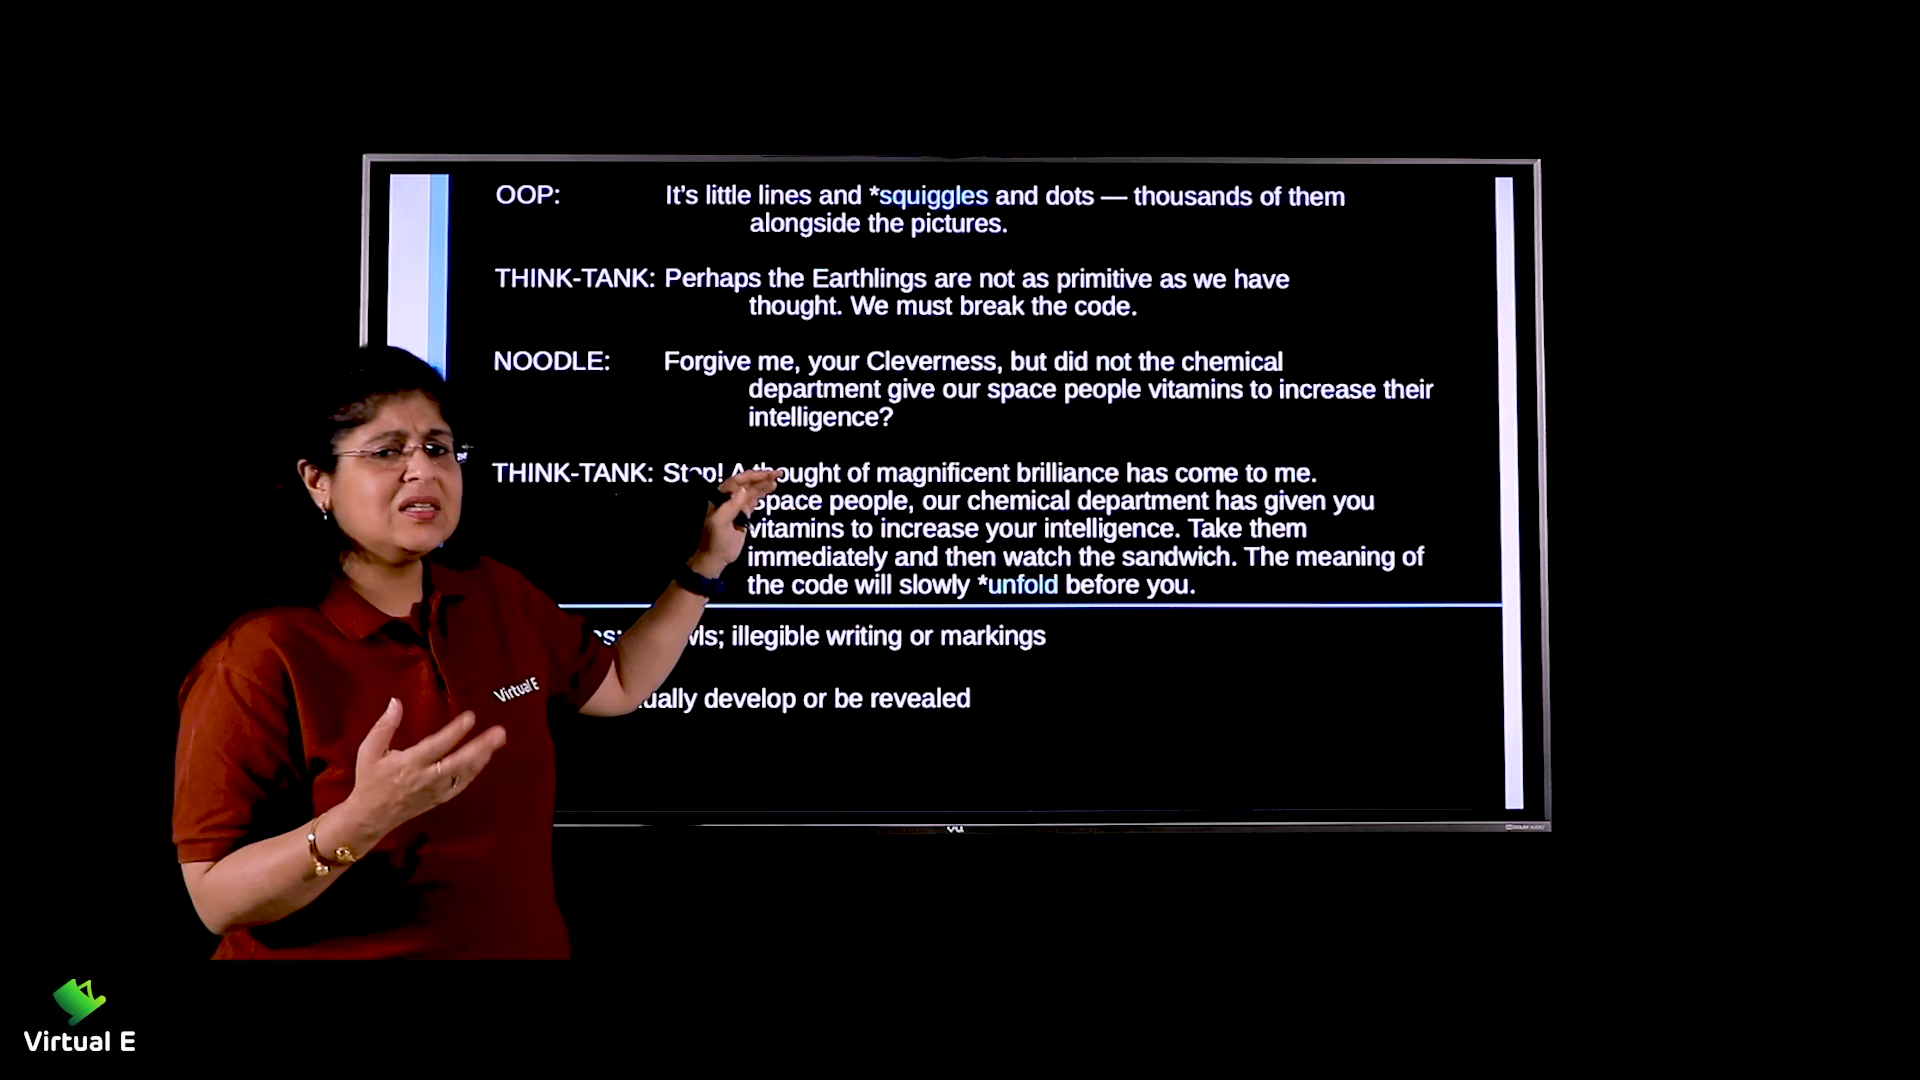 OOP: It's little lines and *squiggles and dots — thousands of them
alongside the pictures.
THINK-TANK: Perhaps the Earthlings are not as primitive as we have
thought. We must break the code.
NOODLE: Forgive me, your Cleverness, but did not the chemical
department give our space people vitamins to increase their
intelligence?
THINK-TANK: Stop! A thought of magnificent brilliance has come to me.
Space people, our chemical department has given you
vitamins to increase your intelligence. Take them
immediately and then watch the sandwich. The meaning of
the code will slowly *unfold before you.
illegible writing or markings
develop or be revealed
Virtual E
Virtual E